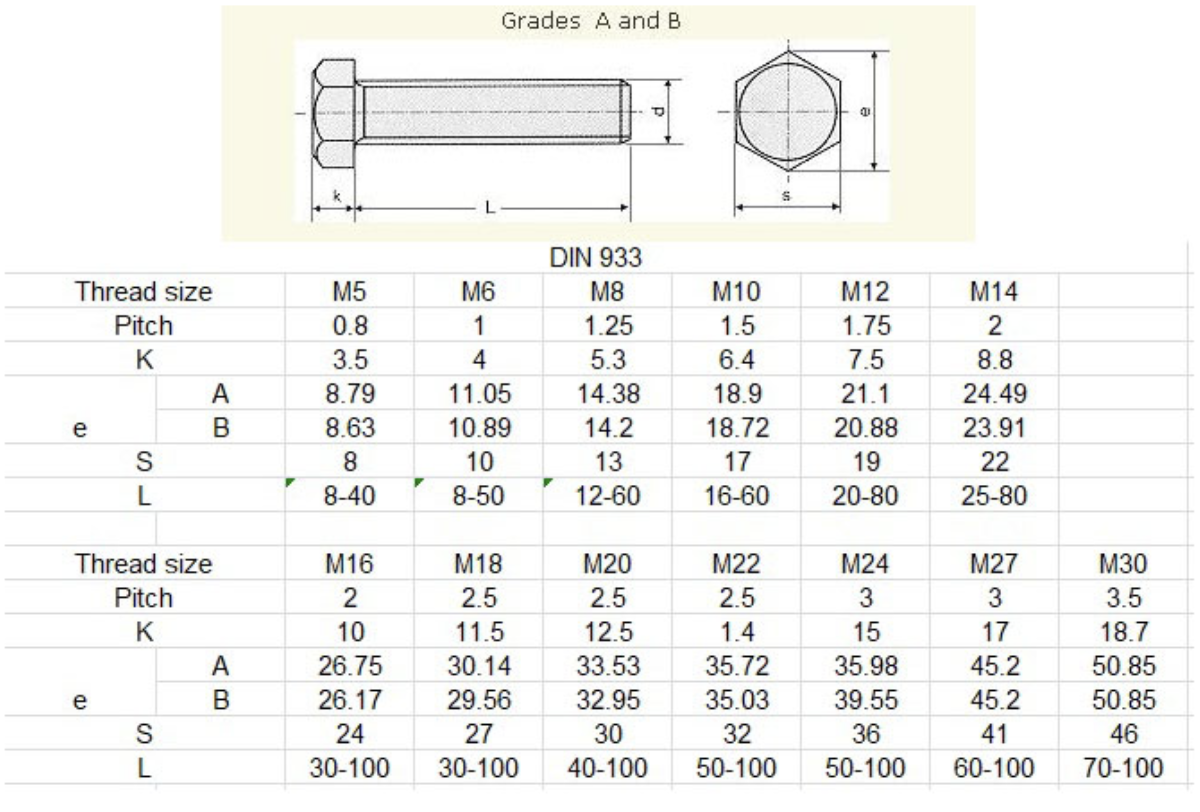 Grades A and B
d
e
k
L
s
DIN 933
Thread size M5 M6 M8 M10 M12 M14
Pitch 0.8 1 1.25 1.5 1.75 2
K 3.5 4 5.3 6.4 7.5 8.8
A 8.79 11.05 14.38 18.9 21.1 24.49
e B 8.63 10.89 14.2 18.72 20.88 23.91
S 8 10 13 17 19 22
L 8-40 8-50 12-60 16-60 20-80 25-80
Thread size M16 M18 M20 M22 M24 M27 M30
Pitch 2 2.5 2.5 2.5 3 3 3.5
K 10 11.5 12.5 1.4 15 17 18.7
A 26.75 30.14 33.53 35.72 35.98 45.2 50.85
e B 26.17 29.56 32.95 35.03 39.55 45.2 50.85
S 24 27 30 32 36 41 46
L 30-100 30-100 40-100 50-100 50-100 60-100 70-100